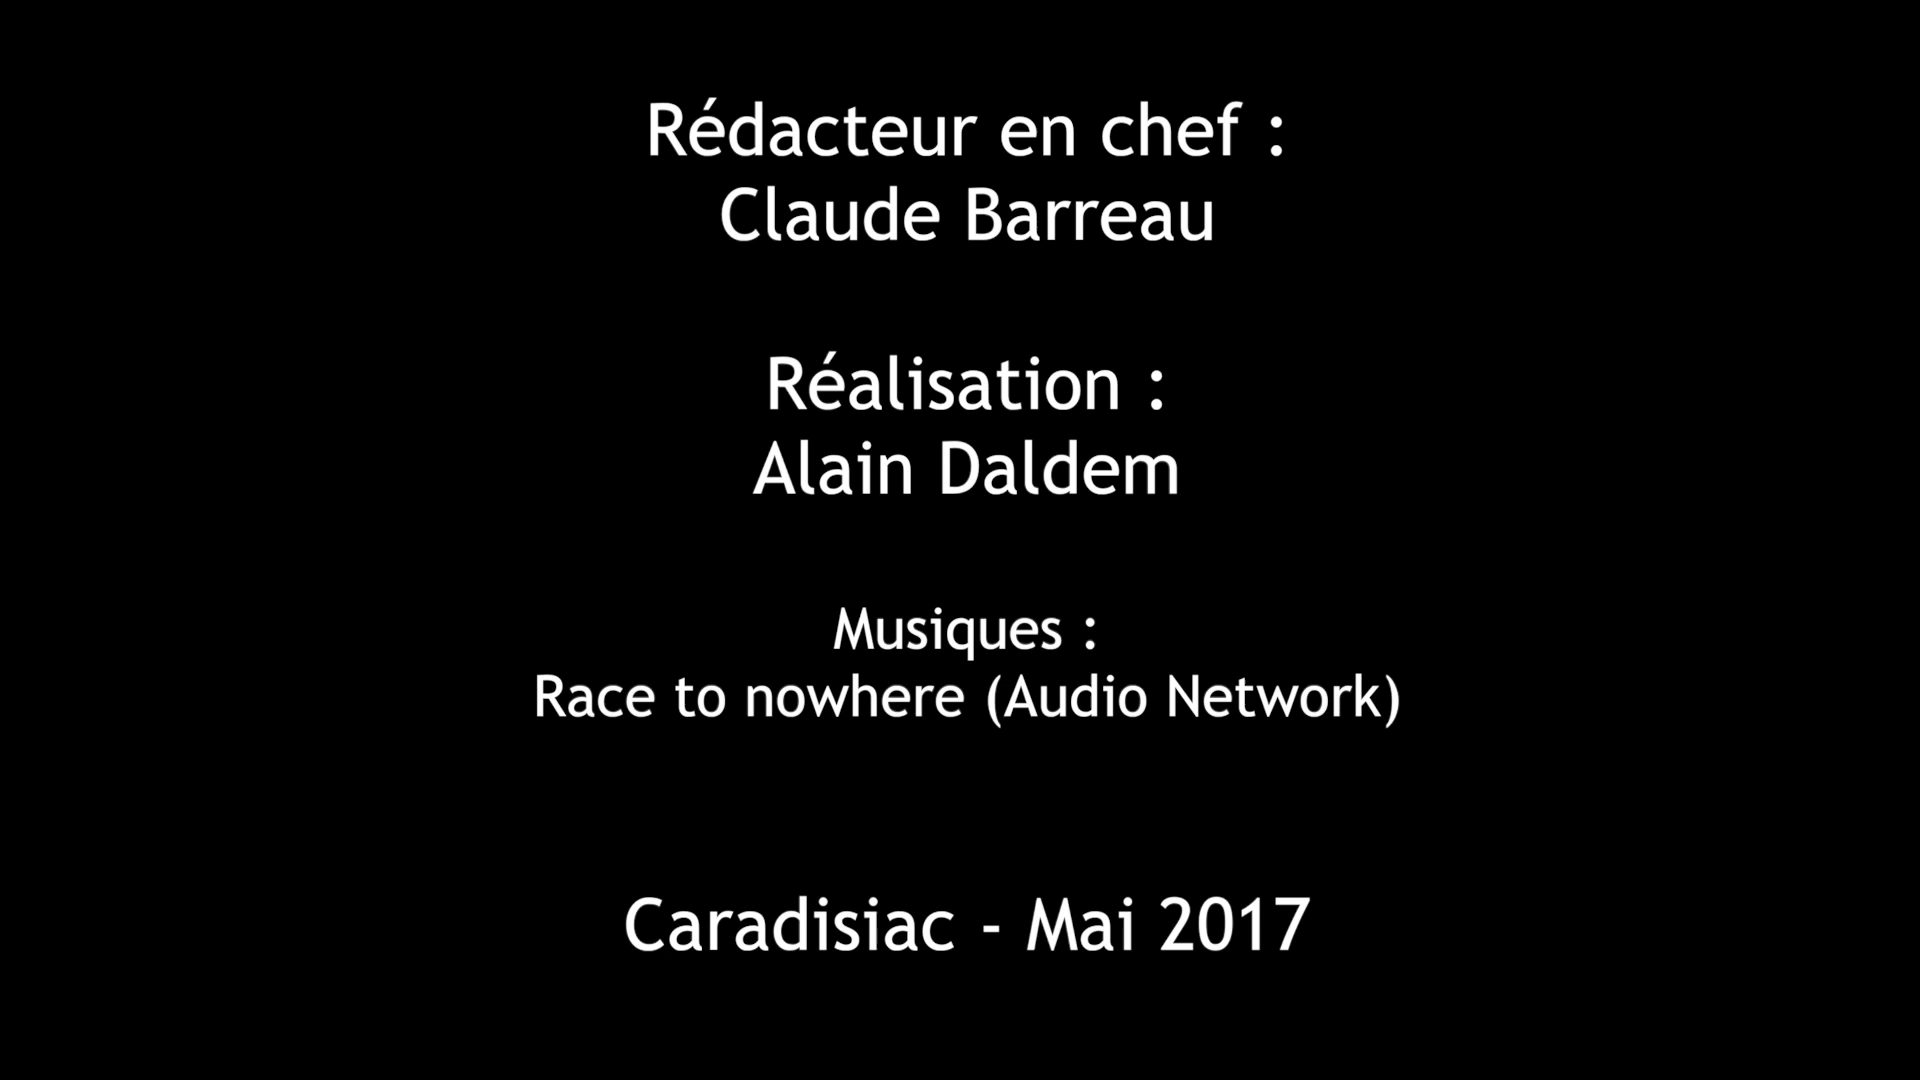 Rédacteur en chef :
Claude Barreau
Réalisation :
Alain Daldem
Musiques :
Race to nowhere (Audio Network)
Caradisiac - Mai 2017